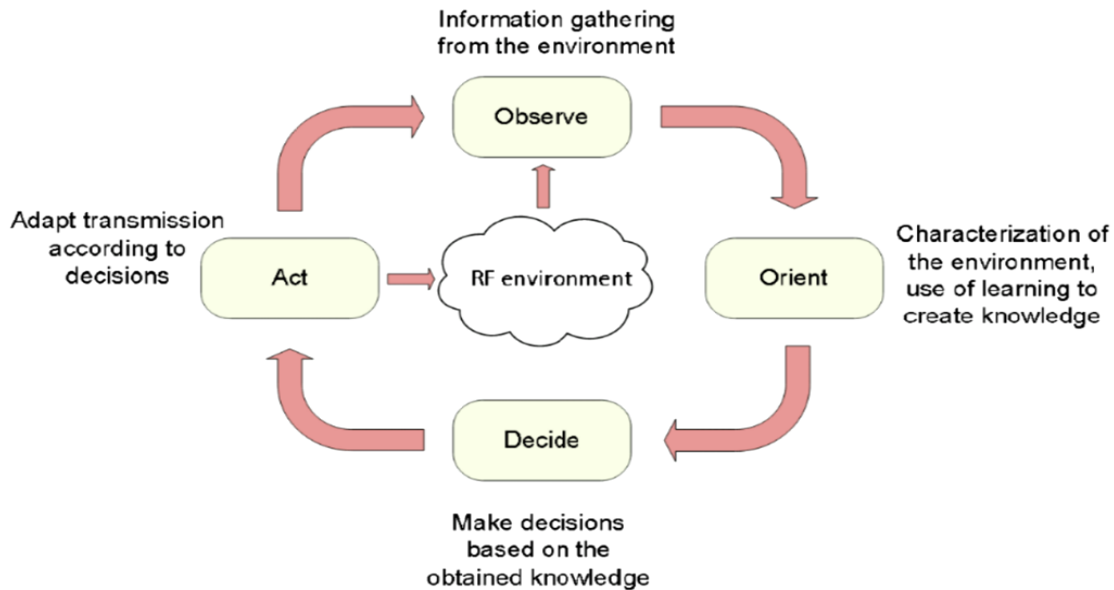 Information gathering
from the environment
Observe
Adapt transmission
according to
decisions
Act
RF environment
Orient
Characterization of
the environment,
use of learning to
create knowledge
Decide
Make decisions
based on the
obtained knowledge